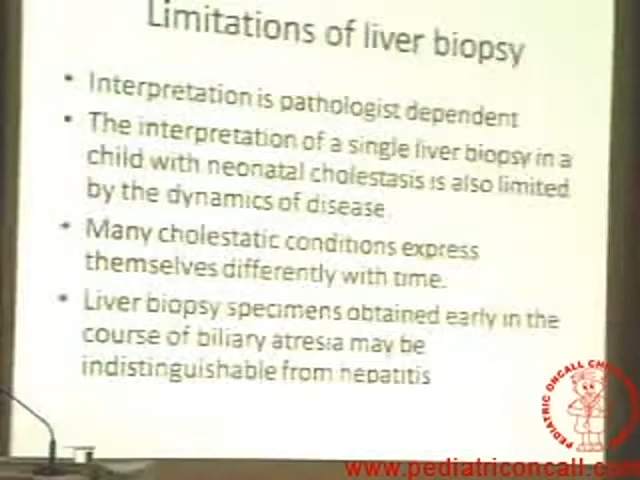 Limitations of liver biopsy
• Interpretation is pathologist dependent
• The interpretation of a single liver biopsy in a
child with neonatal cholestasis is also limited
by the dynamics of disease.
• Many cholestatic conditions express
themselves differently with time.
• Liver biopsy specimens obtained early in the
course of biliary atresia may be
indistinguishable from hepatitis
PEDIATRIC ONCALL CH
www.pediatriconcall.com